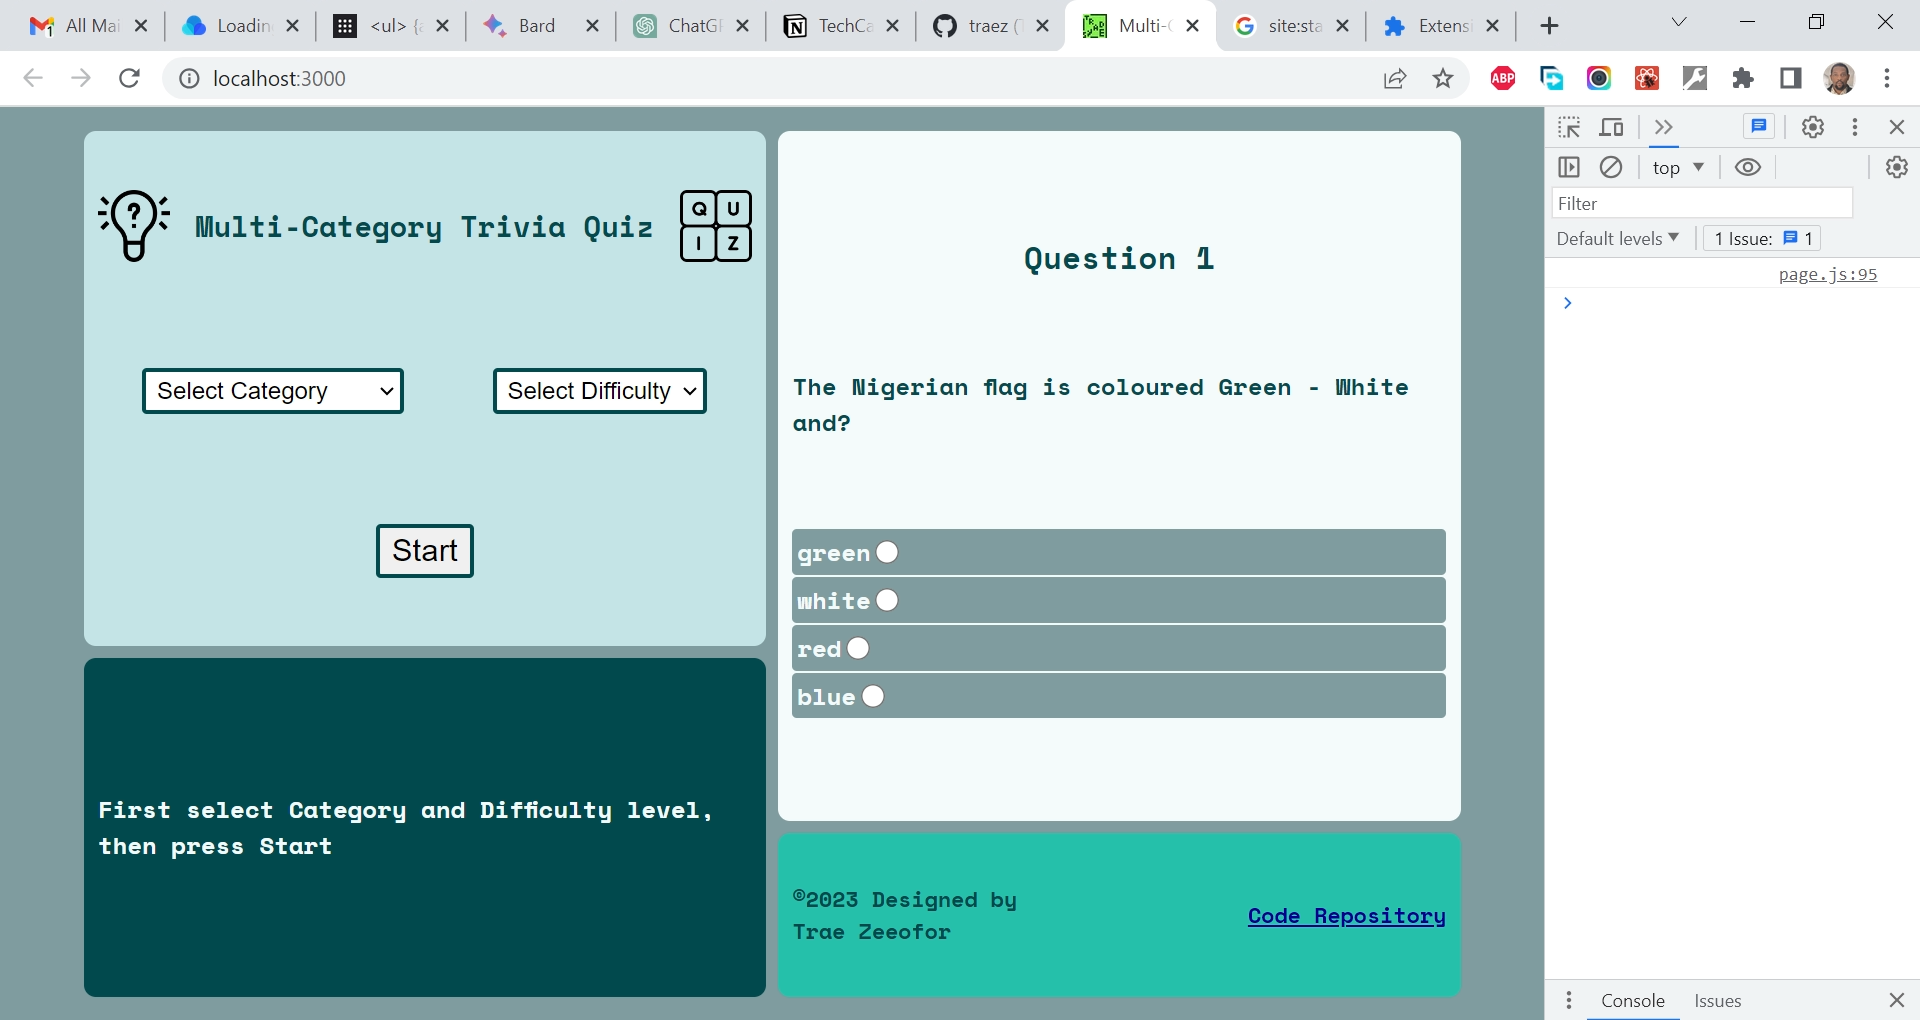 All Mai
Loadin
<ul> {a
Bard
ChatGP
TechCa
traez (T
Multi-C
site:sta
Extensi
localhost:3000
ABP
Multi-Category Trivia Quiz
Q U
I Z
Select Category
Select Difficulty
Start
First select Category and Difficulty level,
then press Start
Question 1
The Nigerian flag is coloured Green - White
and?
green
white
red
blue
©2023 Designed by
Trae Zeeofor
Code Repository
top
Filter
Default levels
1 Issue: 1
page.js:95
Console
Issues